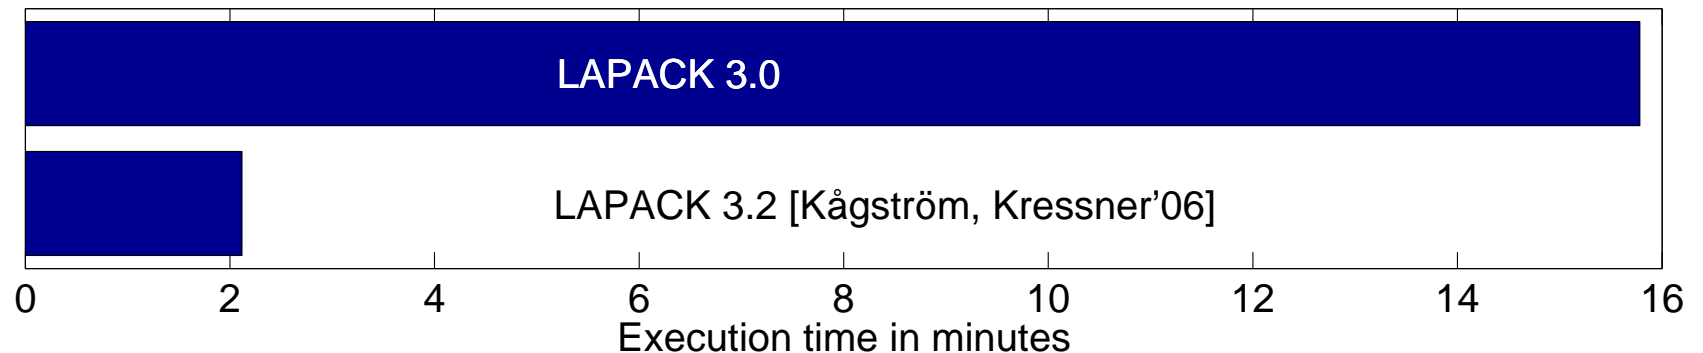 LAPACK 3.0
LAPACK 3.2 [Kågström, Kressner’06]
0 2 4 6 8 10 12 14 16
Execution time in minutes